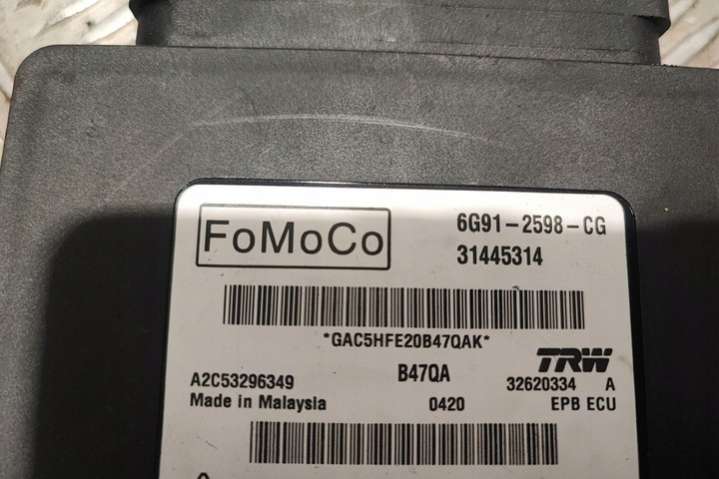 FoMoCo
6G91-2598-CG
31445314
*GAC5HFE20B47QAK*
TRW
A2C53296349
B47QA
32620334 A
Made in Malaysia
0420
EPB ECU